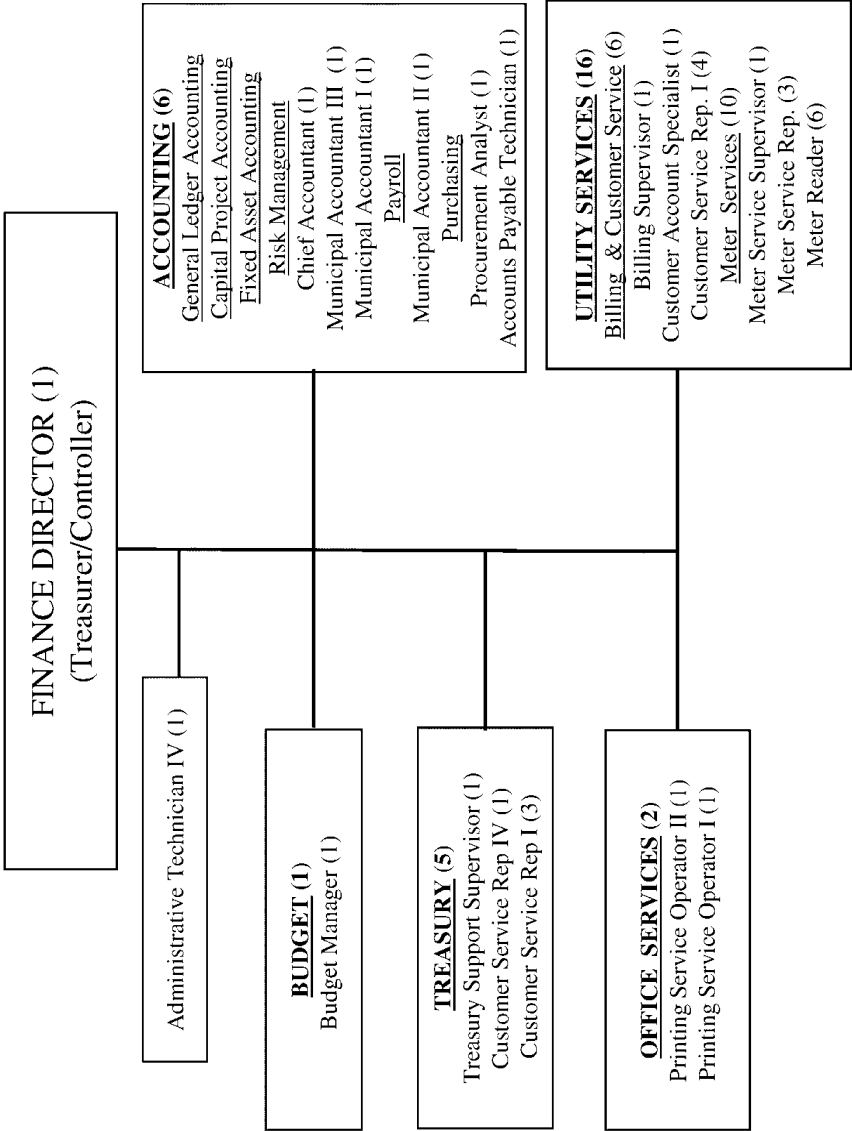 FINANCE DIRECTOR (1)
(Treasurer/Controller)
Administrative Technician IV (1)
BUDGET (1)
Budget Manager (1)
TREASURY (5)
Treasury Support Supervisor (1)
Customer Service Rep IV (1)
Customer Service Rep I (3)
OFFICE SERVICES (2)
Printing Service Operator II (1)
Printing Service Operator I (1)
ACCOUNTING (6)
General Ledger Accounting
Capital Project Accounting
Fixed Asset Accounting
Risk Management
Chief Accountant (1)
Municipal Accountant III (1)
Municipal Accountant I (1)
Payroll
Municipal Accountant II (1)
Purchasing
Procurement Analyst (1)
Accounts Payable Technician (1)
UTILITY SERVICES (16)
Billing & Customer Service (6)
Billing Supervisor (1)
Customer Account Specialist (1)
Customer Service Rep. I (4)
Meter Services (10)
Meter Service Supervisor (1)
Meter Service Rep. (3)
Meter Reader (6)